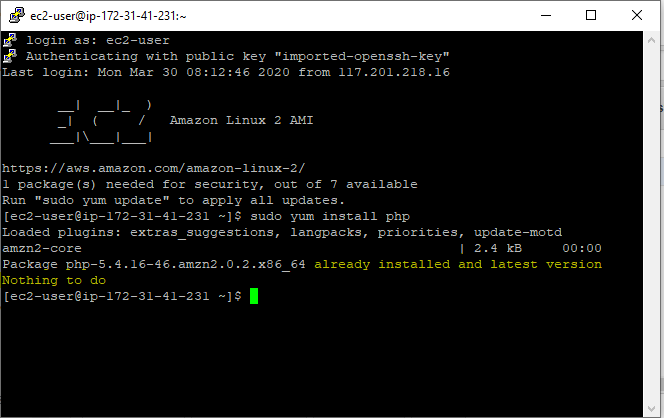 ec2-user@ip-172-31-41-231:~
login as: ec2-user
Authenticating with public key "imported-openssh-key"
Last login: Mon Mar 30 08:12:46 2020 from 117.201.218.16
       __|  __|_  )
       _|  (     /   Amazon Linux 2 AMI
      ___|\___|___|
https://aws.amazon.com/amazon-linux-2/
1 package(s) needed for security, out of 7 available
Run "sudo yum update" to apply all updates.
[ec2-user@ip-172-31-41-231 ~]$ sudo yum install php
Loaded plugins: extras_suggestions, langpacks, priorities, update-motd
amzn2-core                                               | 2.4 kB     00:00
Package php-5.4.16-46.amzn2.0.2.x86_64 already installed and latest version
Nothing to do
[ec2-user@ip-172-31-41-231 ~]$